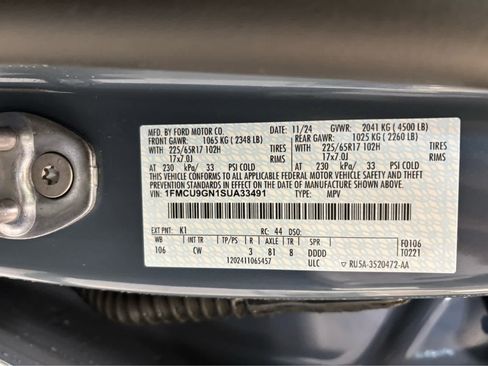 MFD. BY FORD MOTOR CO. 11/24 GVWR: 2041 KG ( 4500 LB)
FRONT GAWR: 1065 KG ( 2348 LB) REAR GAWR: 1025 KG ( 2260 LB)
WITH 225/65R17 102H TIRES WITH 225/65R17 102H TIRES
17x7.0J RIMS 17x7.0J RIMS
AT 230 kPa/ 33 PSI COLD AT 230 kPa/ 33 PSI COLD
THIS VEHICLE CONFORMS TO ALL APPLICABLE FEDERAL MOTOR VEHICLE SAFETY AND
THEFT PREVENTION STANDARDS IN EFFECT ON THE DATE OF MANUFACTURE SHOWN ABOVE.
VIN: 1FMCU9GN1SUA33491 TYPE: MPV
EXT PNT: K1 RC: 44 DSO:
WB INT TR TP/PS R AXLE TR SPR F0106
106 CW 3 81 8 DDDD T0221
1202411065457 ULC RU5A-3520472-AA